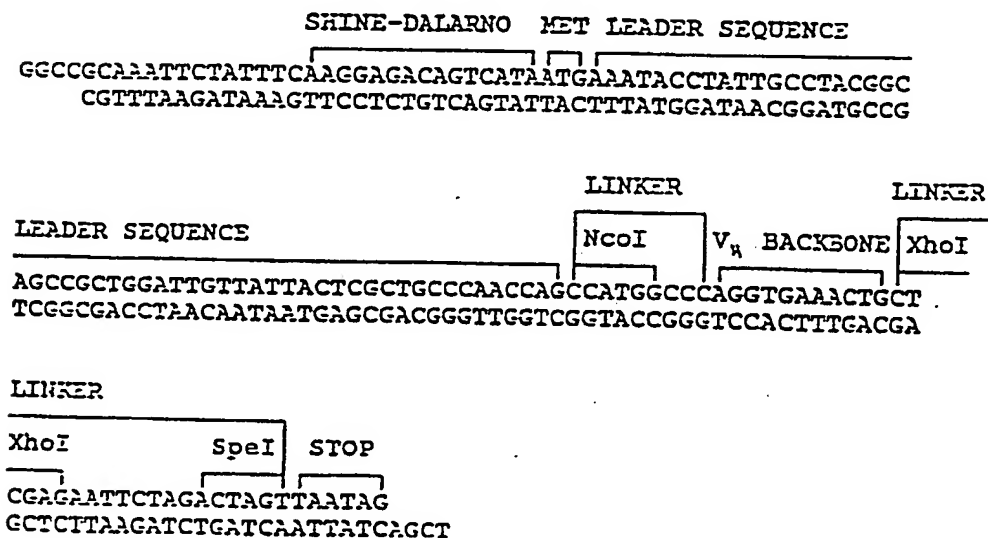 SHINE-DALARNO MET LEADER SEQUENCE
GGCCGCAAATTCTATTTCAAGGAGACAGTCATAATGAAATACCTATTGCCTACGGC
CGTTTAAGATAAAGTTCCTCTGTCAGTATTACTTTATGGATAACGGATGCCG
LINKER LINKER
LEADER SEQUENCE NcoI VH BACKBONE XhoI
AGCCGCTGGATTGTTATTACTCGCTGCCCAACCAGCCATGGCCCAGGTGAAACTGCT
TCGGCGACCTAACAATAATGAGCGACGGGTTGGTCGGTACCGGGTCCACTTTGACGA
LINKER
XhoI SpeI STOP
CGAGAATTCTAGACTAGTTAATAG
GCTCTTAAGATCTGATCAATTATCAGCT